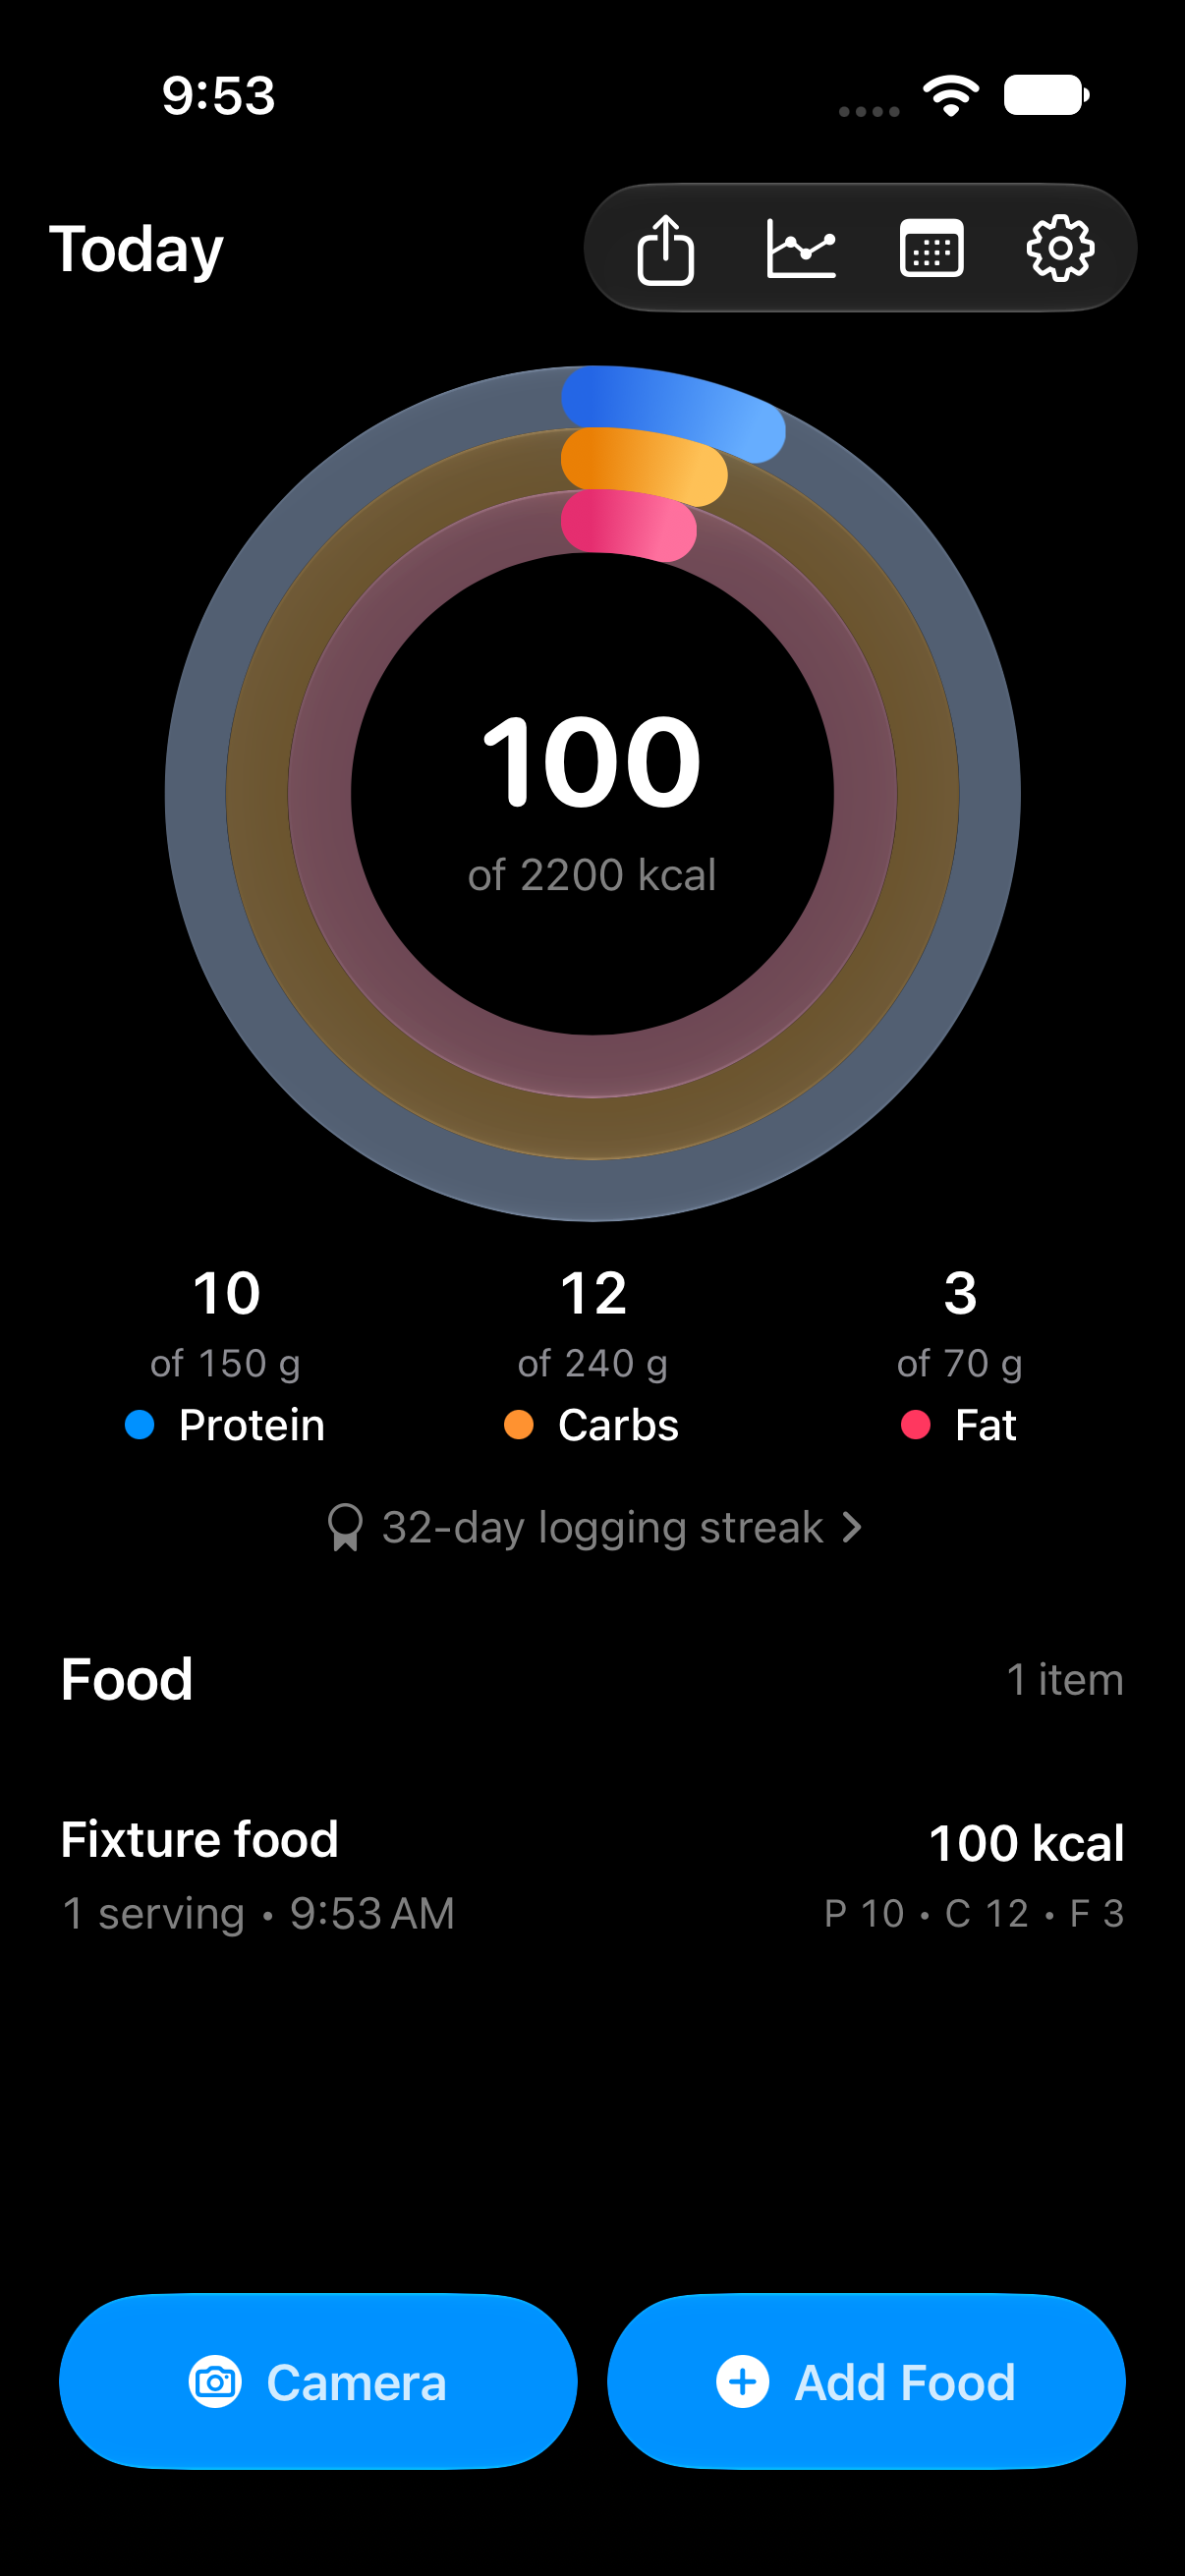 9:53
Today
100
of 2200 kcal
10 12 3
of 150 g of 240 g of 70 g
Protein Carbs Fat
32-day logging streak
Food 1 item
Fixture food 100 kcal
1 serving • 9:53 AM P 10 • C 12 • F 3
Camera Add Food